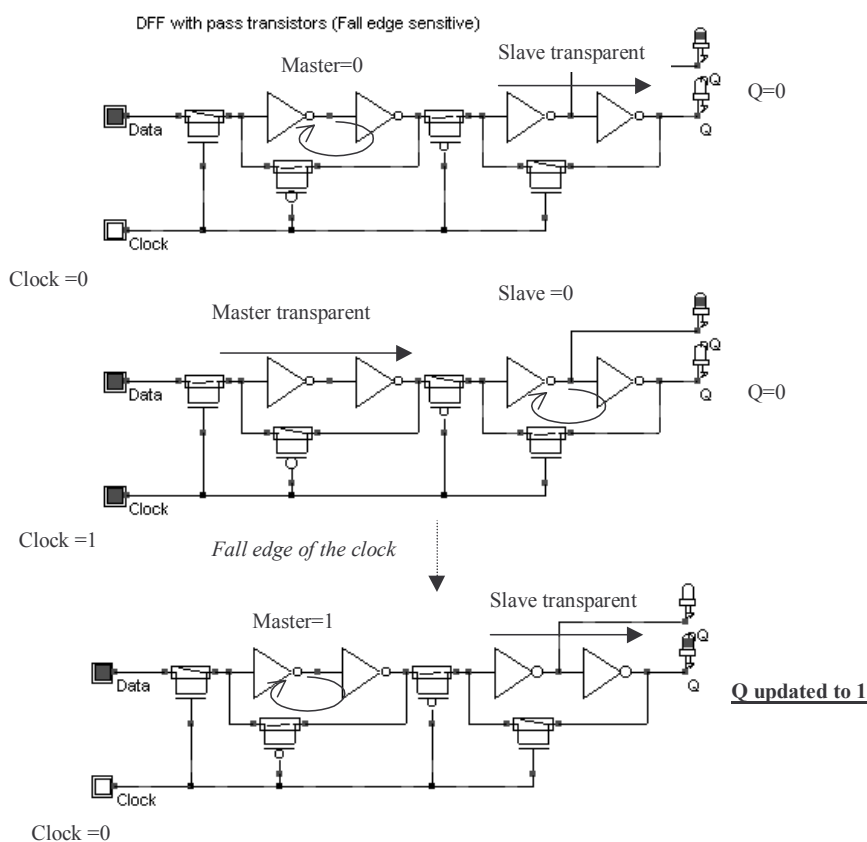 DFF with pass transistors (Fall edge sensitive)
Slave transparent
Master=0
Q
Q=0
Data
Q
Clock
Clock =0
Slave =0
Master transparent
Q
Data
Q
Q=0
Clock
Clock =1
Fall edge of the clock
Slave transparent
Master=1
Q
Data
Q
Q updated to 1
Clock
Clock =0